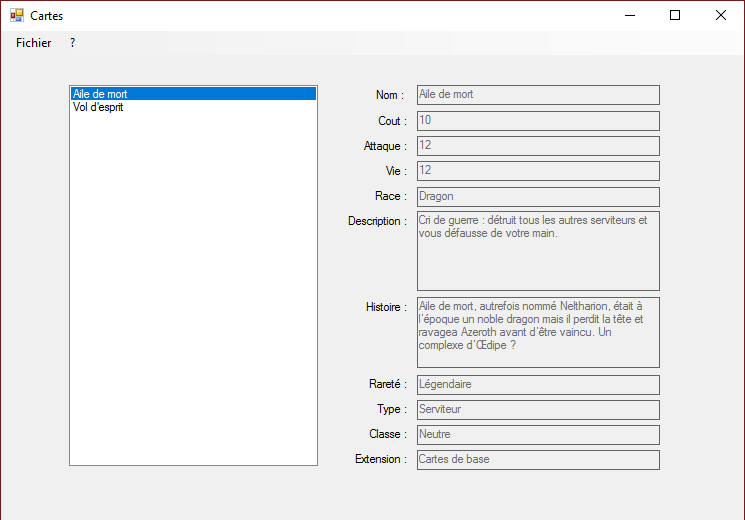 Cartes
Fichier ?
Aile de mort
Vol d'esprit
Nom : Aile de mort
Cout : 10
Attaque : 12
Vie : 12
Race : Dragon
Description : Cri de guerre : détruit tous les autres serviteurs et
vous défausse de votre main.
Histoire : Aile de mort, autrefois nommé Neltharion, était à
l'époque un noble dragon mais il perdit la tête et
ravagea Azeroth avant d'être vaincu. Un
complexe d'Œdipe ?
Rareté : Légendaire
Type : Serviteur
Classe : Neutre
Extension : Cartes de base